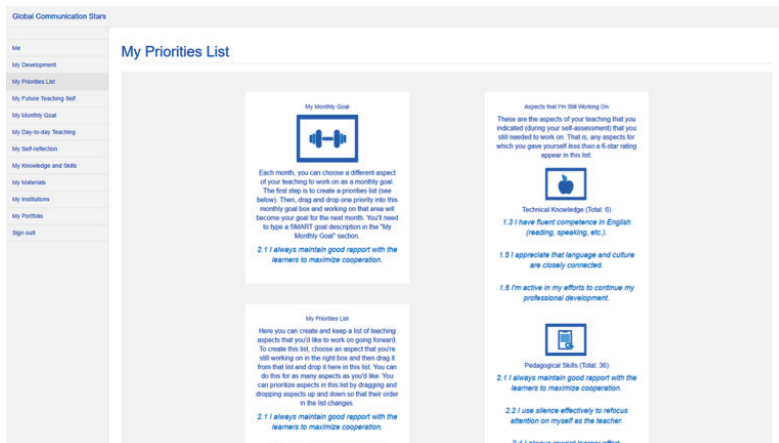 Global Communication Stars
Me
My Development
My Priorities List
My Future Teaching Self
My Monthly Goal
My Day-to-day Teaching
My Self-reflection
My Knowledge and Skills
My Materials
My Institutions
My Portfolio
Sign out!
My Priorities List
My Monthly Goal
Each month, you can choose a different aspect
of your teaching to work on as a monthly goal.
The first step is to create a priorities list (see
below). Then, drag and drop one priority into this
monthly goal box and working on that area will
become your goal for the next month. You'll need
to type a SMART goal description in the "My
Monthly Goal" section.
2.1 I always maintain good rapport with the
learners to maximize cooperation.
My Priorities List
Here you can create and keep a list of teaching
aspects that you'd like to work on going forward.
To create this list, choose an aspect that you're
still working on in the right box and then drag it
from that list and drop it here in this list. You can
do this for as many aspects as you'd like. You
can prioritize aspects in this list by dragging and
dropping aspects up and down so that their order
in the list changes.
2.1 I always maintain good rapport with the
learners to maximize cooperation.
Aspects that I'm Still Working On
These are the aspects of your teaching that you
indicated (during your self-assessment) that you
still needed to work on. That is, any aspects for
which you gave yourself less than a 6-star rating
appear in this list:
Technical Knowledge (Total: 6)
1.3 I have fluent competence in English
(reading, speaking, etc.).
1.5 I appreciate that language and culture
are closely connected.
1.6 I'm active in my efforts to continue my
professional development.
Pedagogical Skills (Total: 36)
2.1 I always maintain good rapport with the
learners to maximize cooperation.
2.2 I use silence effectively to refocus
attention on myself as the teacher.